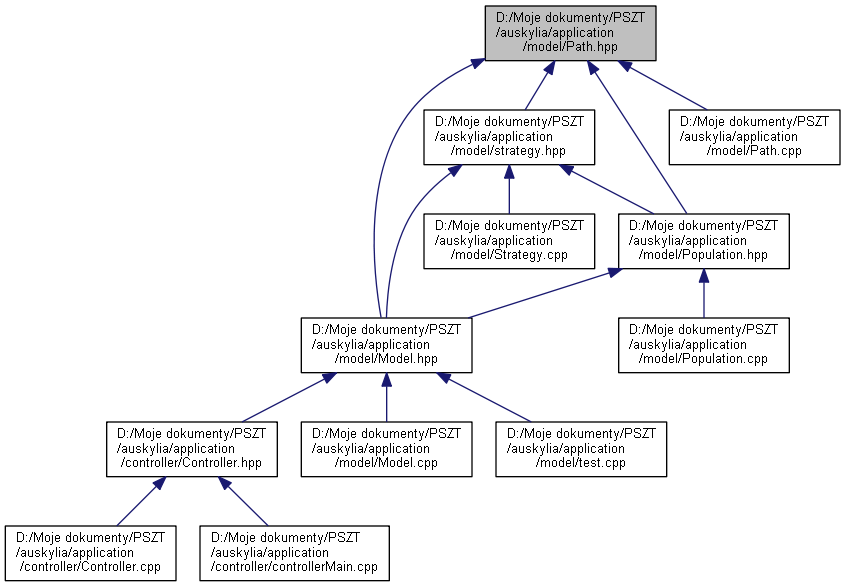 D:/Moje dokumenty/PSZT
/auskylia/application
/model/Path.hpp
D:/Moje dokumenty/PSZT
/auskylia/application
/model/strategy.hpp
D:/Moje dokumenty/PSZT
/auskylia/application
/model/Path.cpp
D:/Moje dokumenty/PSZT
/auskylia/application
/model/Strategy.cpp
D:/Moje dokumenty/PSZT
/auskylia/application
/model/Population.hpp
D:/Moje dokumenty/PSZT
/auskylia/application
/model/Model.hpp
D:/Moje dokumenty/PSZT
/auskylia/application
/model/Population.cpp
D:/Moje dokumenty/PSZT
/auskylia/application
/controller/Controller.hpp
D:/Moje dokumenty/PSZT
/auskylia/application
/model/Model.cpp
D:/Moje dokumenty/PSZT
/auskylia/application
/model/test.cpp
D:/Moje dokumenty/PSZT
/auskylia/application
/controller/Controller.cpp
D:/Moje dokumenty/PSZT
/auskylia/application
/controller/controllerMain.cpp